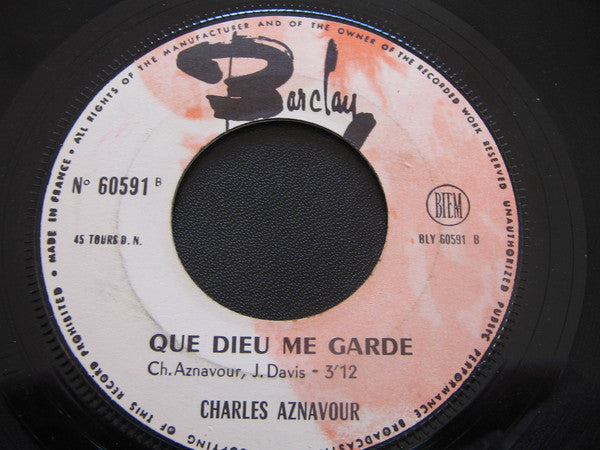 ALL RIGHTS OF THE MANUFACTURER AND OF THE OWNER OF THE RECORDED WORK RESERVED UNAUTHORIZED PUBLIC PERFORMANCE BROADCASTING
COPYING OF THIS RECORD PROHIBITED • MADE IN FRANCE •
Barclay
N° 60591 B
BIEM
45 TOURS D. N.
BLY 60591 B
QUE DIEU ME GARDE
Ch. Aznavour, J. Davis - 3'12
CHARLES AZNAVOUR